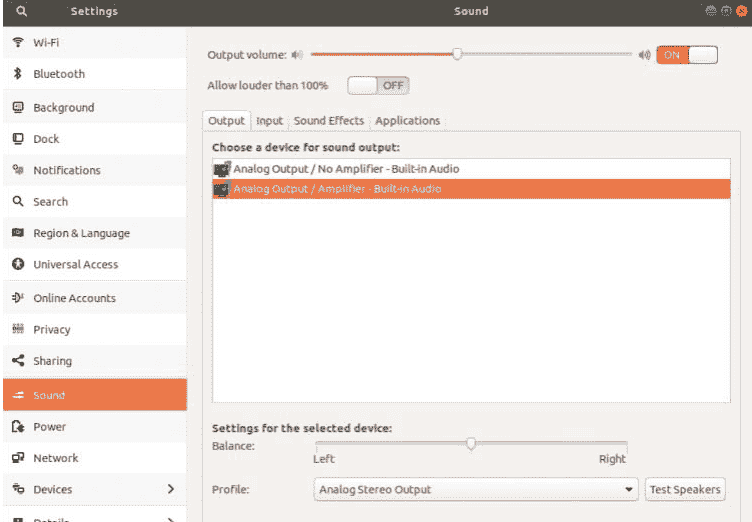 Settings
Sound
Wi-Fi
Bluetooth
Background
Dock
Notifications
Search
Region & Language
Universal Access
Online Accounts
Privacy
Sharing
Sound
Power
Network
Devices
Details
Output volume:
ON
Allow louder than 100%
OFF
Output Input Sound Effects Applications
Choose a device for sound output:
Analog Output / No Amplifier - Built-in Audio
Analog Output / Amplifier - Built-in Audio
Settings for the selected device:
Balance:
Left Right
Profile: Analog Stereo Output Test Speakers